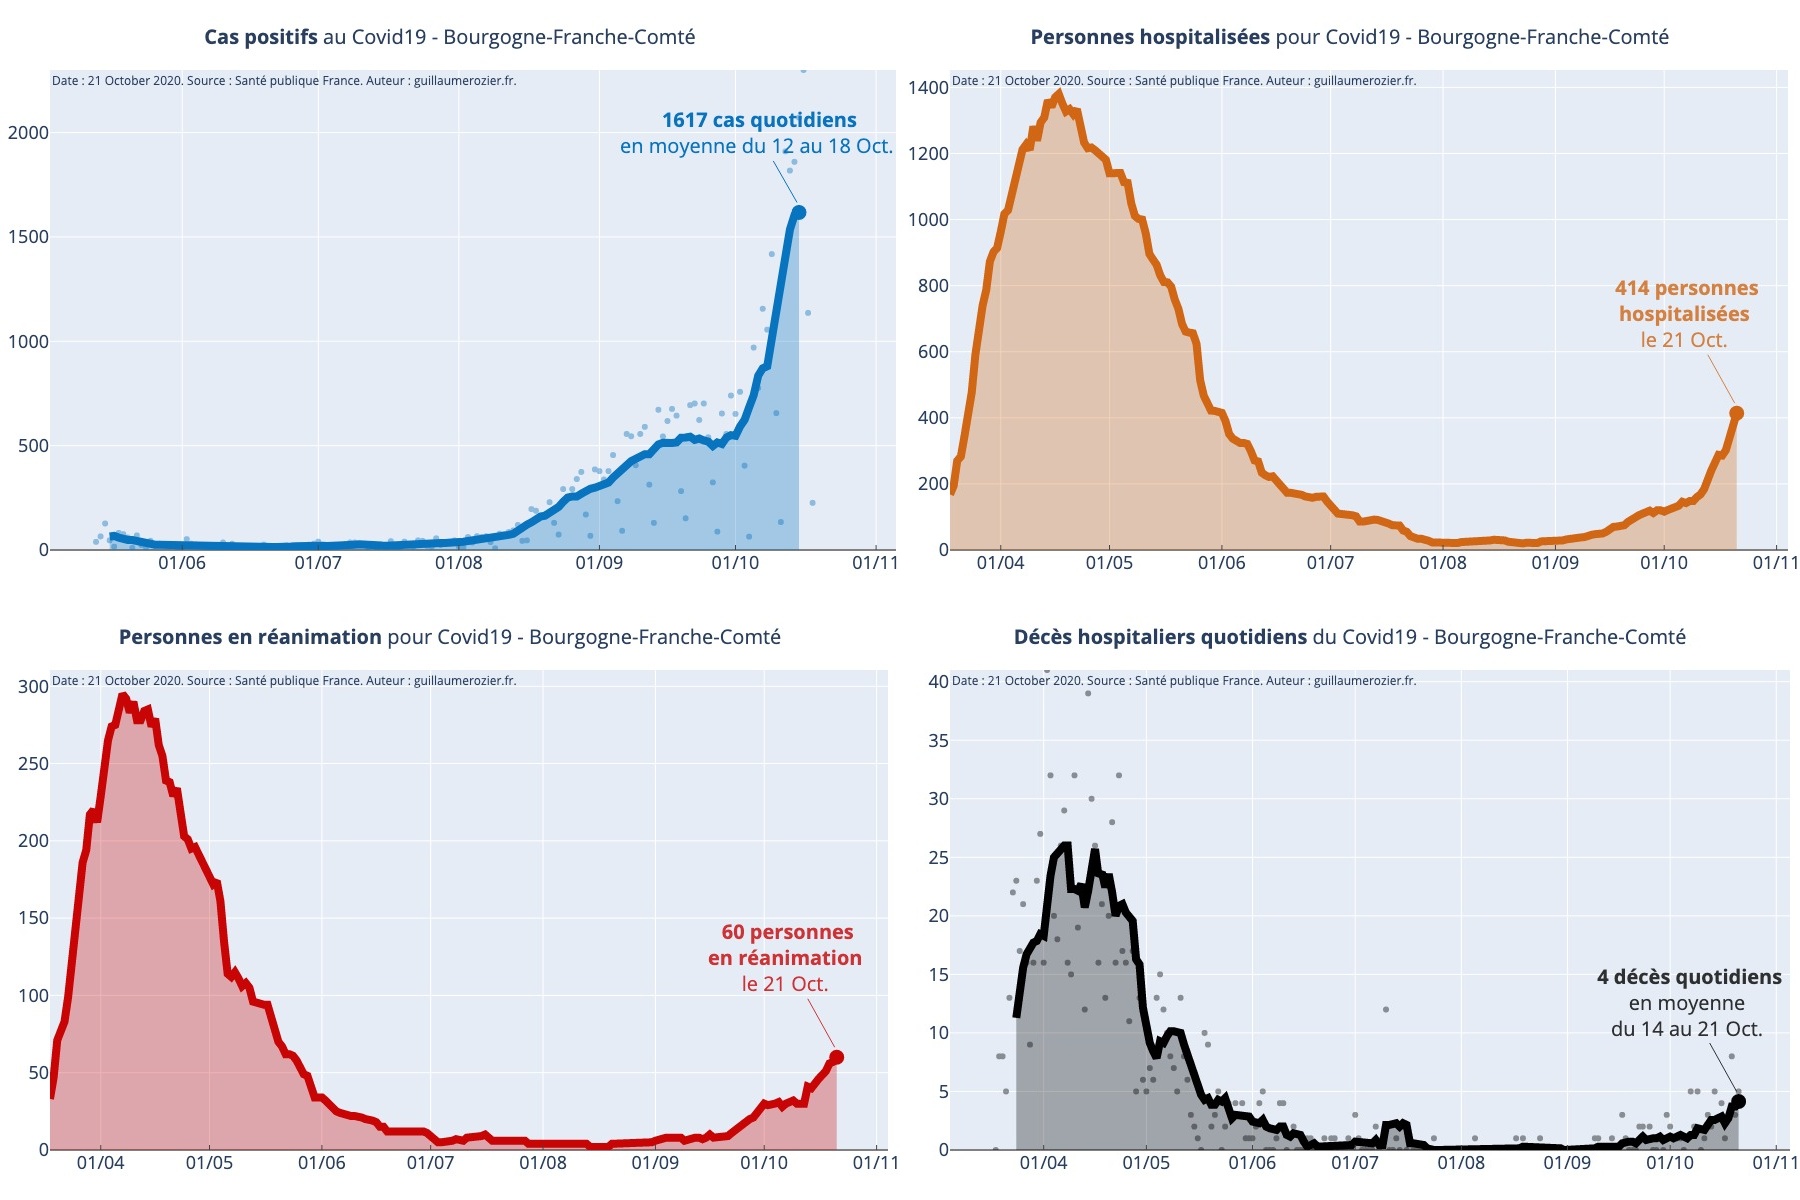 Cas positifs au Covid19 - Bourgogne-Franche-Comté
Date : 21 October 2020. Source : Santé publique France. Auteur : guillaumerozier.fr.
1617 cas quotidiens
en moyenne du 12 au 18 Oct.
2000
1500
1000
500
0
01/06 01/07 01/08 01/09 01/10 01/11
Personnes hospitalisées pour Covid19 - Bourgogne-Franche-Comté
Date : 21 October 2020. Source : Santé publique France. Auteur : guillaumerozier.fr.
1400
1200
1000
800
600
400
200
0
414 personnes
hospitalisées
le 21 Oct.
01/04 01/05 01/06 01/07 01/08 01/09 01/10 01/11
Personnes en réanimation pour Covid19 - Bourgogne-Franche-Comté
Date : 21 October 2020. Source : Santé publique France. Auteur : guillaumerozier.fr.
300
250
200
150
100
50
0
60 personnes
en réanimation
le 21 Oct.
01/04 01/05 01/06 01/07 01/08 01/09 01/10 01/11
Décès hospitaliers quotidiens du Covid19 - Bourgogne-Franche-Comté
Date : 21 October 2020. Source : Santé publique France. Auteur : guillaumerozier.fr.
40
35
30
25
20
15
10
5
0
4 décès quotidiens
en moyenne
du 14 au 21 Oct.
01/04 01/05 01/06 01/07 01/08 01/09 01/10 01/11